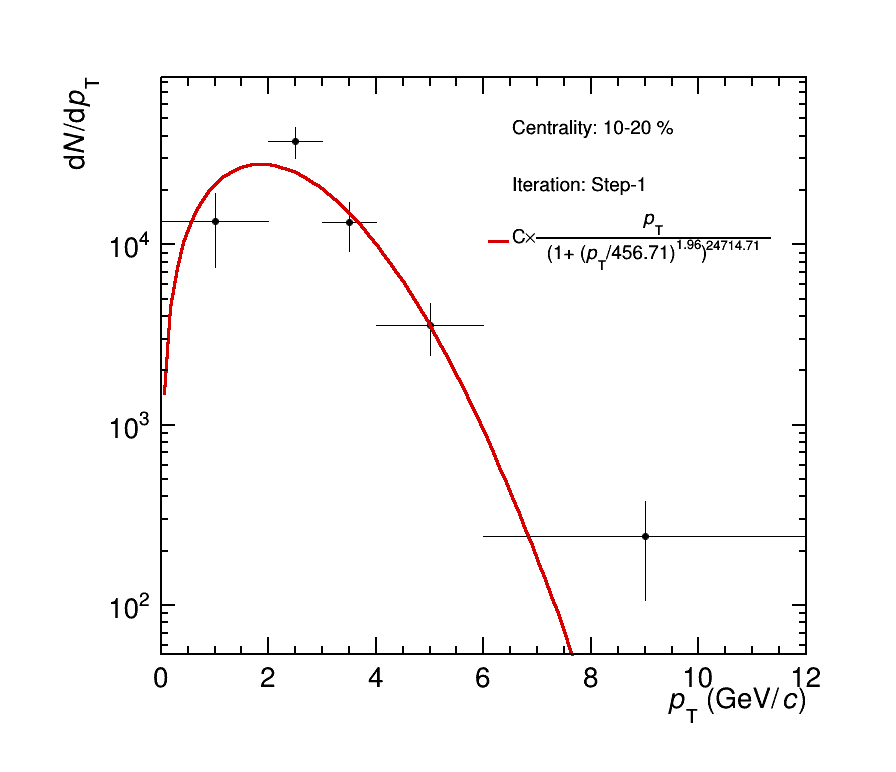 dN/dp_T
Centrality: 10-20 %
Iteration: Step-1
C× p_T / (1+ (p_T/456.71)^1.96)^24714.71
10^4
10^3
10^2
0 2 4 6 8 10 12
p_T (GeV/c)